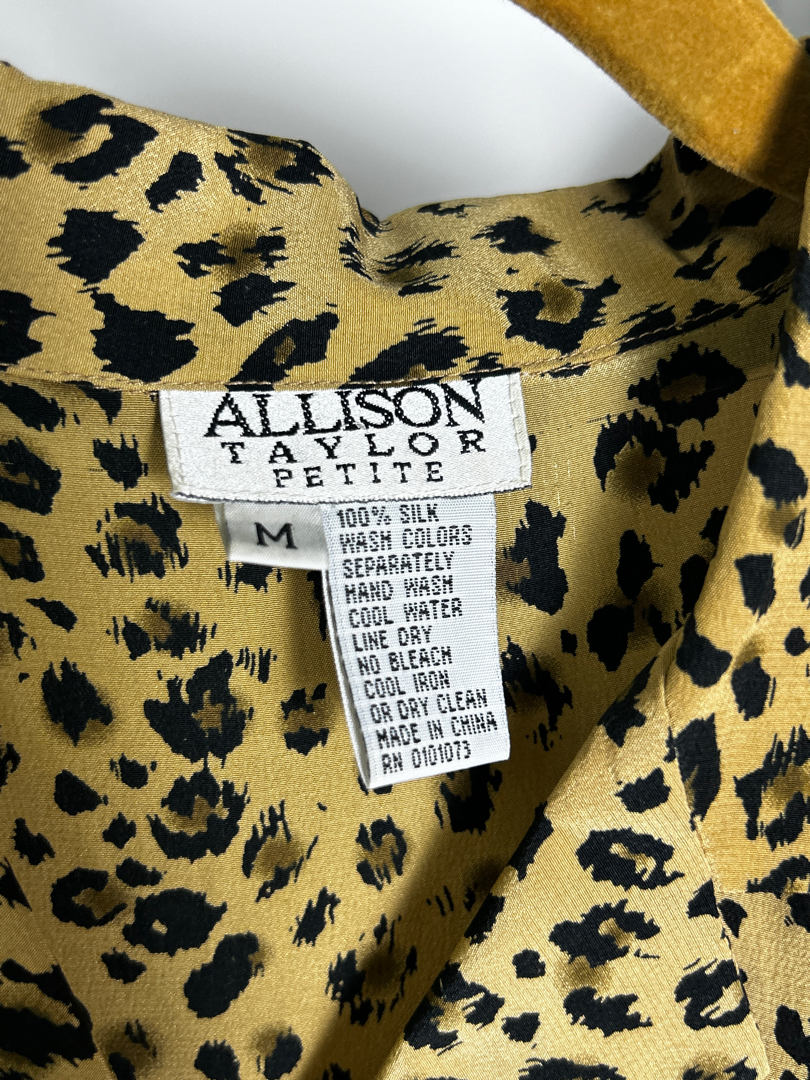 ALLISON
TAYLOR
PETITE
M
100% SILK
WASH COLORS
SEPARATELY
HAND WASH
COOL WATER
LINE DRY
NO BLEACH
COOL IRON
OR DRY CLEAN
MADE IN CHINA
RN 0101073